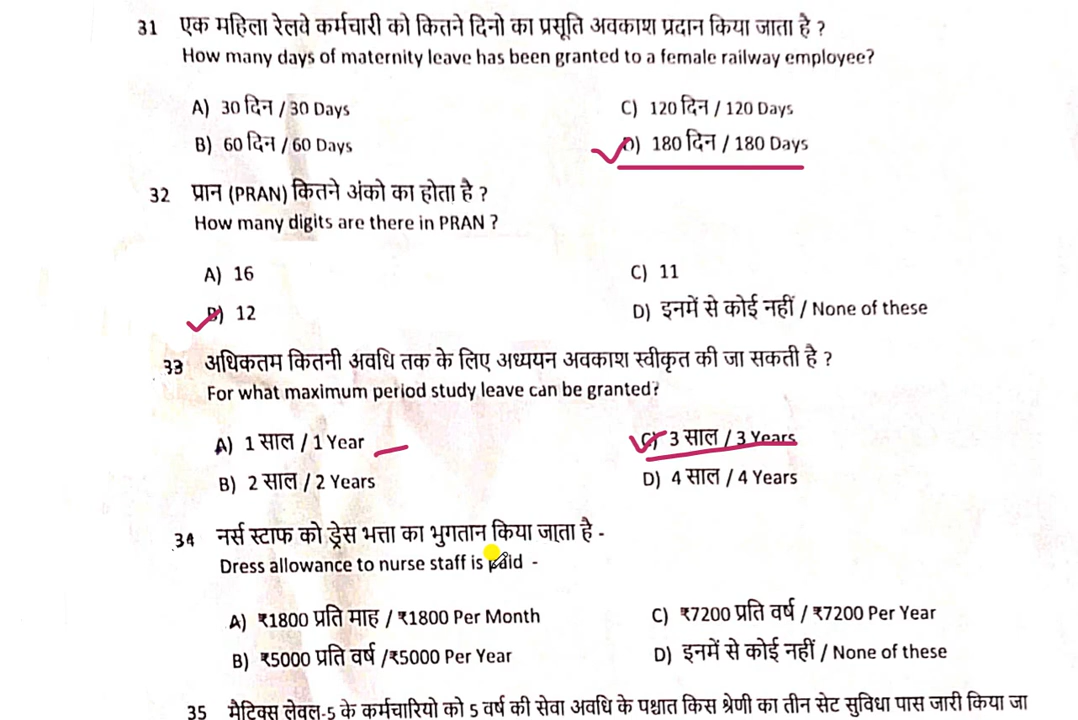 31 एक महिला रेलवे कर्मचारी को कितने दिनो का प्रसूति अवकाश प्रदान किया जाता है ?
How many days of maternity leave has been granted to a female railway employee?
A) 30 दिन / 30 Days
C) 120 दिन / 120 Days
B) 60 दिन / 60 Days
D) 180 दिन / 180 Days
32 प्रान (PRAN) कितने अंको का होता है ?
How many digits are there in PRAN ?
A) 16
C) 11
B) 12
D) इनमें से कोई नहीं / None of these
33 अधिकतम कितनी अवधि तक के लिए अध्ययन अवकाश स्वीकृत की जा सकती है ?
For what maximum period study leave can be granted?
A) 1 साल / 1 Year
C) 3 साल / 3 Years
B) 2 साल / 2 Years
D) 4 साल / 4 Years
34 नर्स स्टाफ को ड्रेस भत्ता का भुगतान किया जाता है -
Dress allowance to nurse staff is paid -
A) ₹1800 प्रति माह / ₹1800 Per Month
C) ₹7200 प्रति वर्ष / ₹7200 Per Year
B) ₹5000 प्रति वर्ष /₹5000 Per Year
D) इनमें से कोई नहीं / None of these
35 मैट्रिक्स लेवल-5 के कर्मचारियो को 5 वर्ष की सेवा अवधि के पश्चात किस श्रेणी का तीन सेट सुविधा पास जारी किया जा